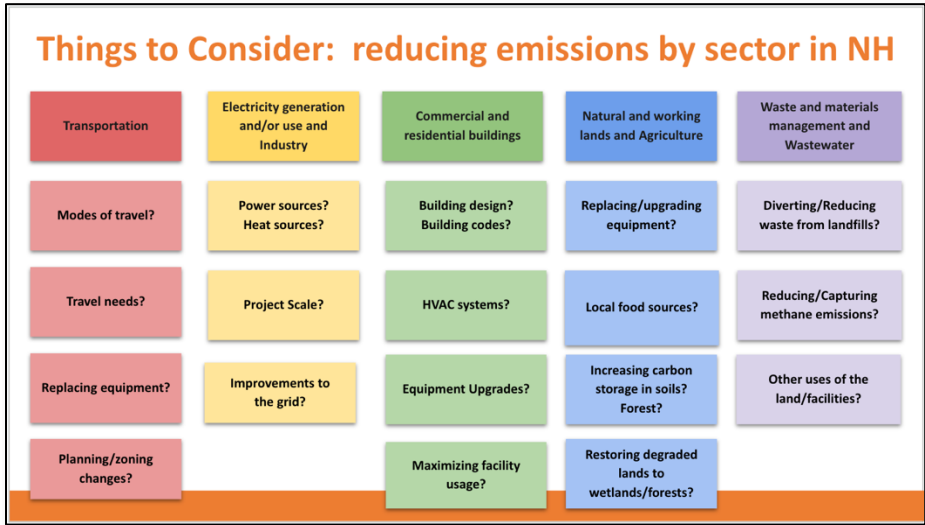 Things to Consider:  reducing emissions by sector in NH
Transportation
Modes of travel?
Travel needs?
Replacing equipment?
Planning/zoning
changes?
Electricity generation
and/or use and
Industry
Power sources?
Heat sources?
Project Scale?
Improvements to
the grid?
Commercial and
residential buildings
Building design?
Building codes?
HVAC systems?
Equipment Upgrades?
Maximizing facility
usage?
Natural and working
lands and Agriculture
Replacing/upgrading
equipment?
Local food sources?
Increasing carbon
storage in soils?
Forest?
Restoring degraded
lands to
wetlands/forests?
Waste and materials
management and
Wastewater
Diverting/Reducing
waste from landfills?
Reducing/Capturing
methane emissions?
Other uses of the
land/facilities?